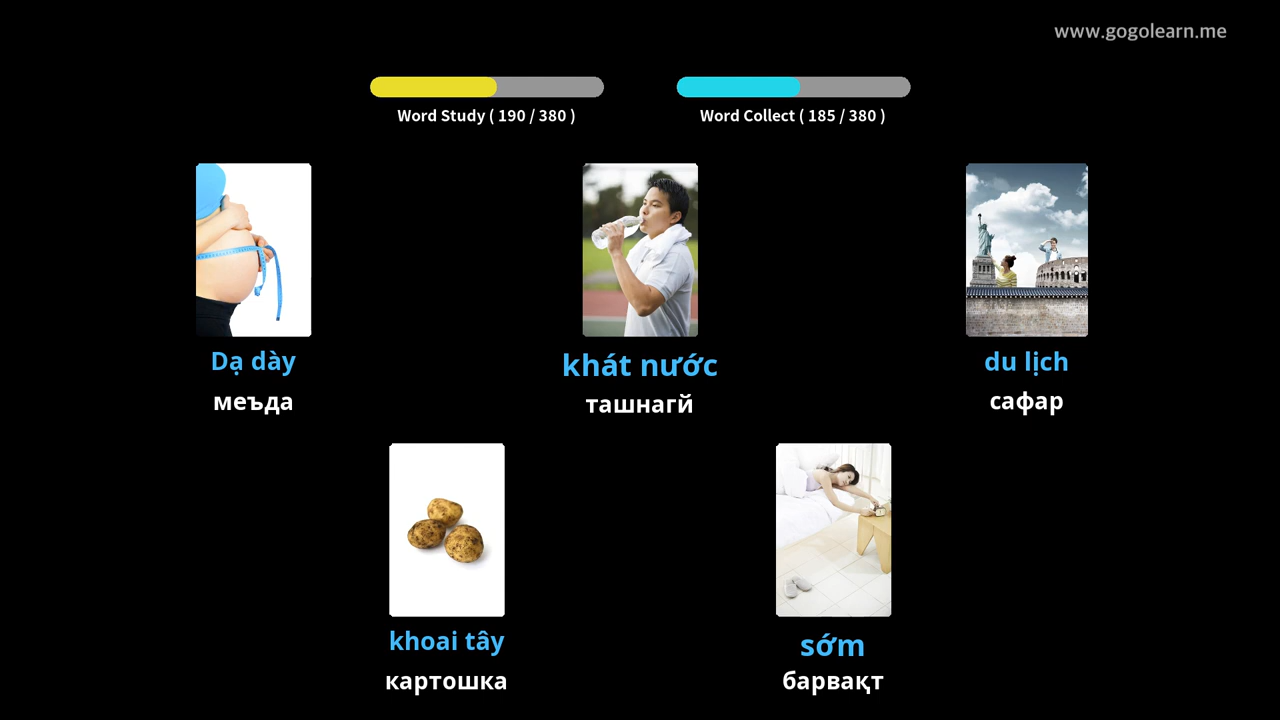 www.gogolearn.me
Word Study ( 190 / 380 )
Word Collect ( 185 / 380 )
Dạ dày
меъда
khát nước
ташнагй
du lịch
сафар
khoai tây
картошка
sớm
барвақт